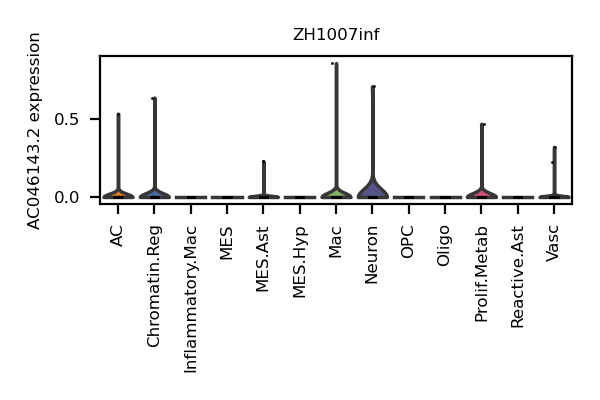 ZH1007inf
AC046143.2 expression
0.5
0.0
AC
Chromatin.Reg
Inflammatory.Mac
MES
MES.Ast
MES.Hyp
Mac
Neuron
OPC
Oligo
Prolif.Metab
Reactive.Ast
Vasc